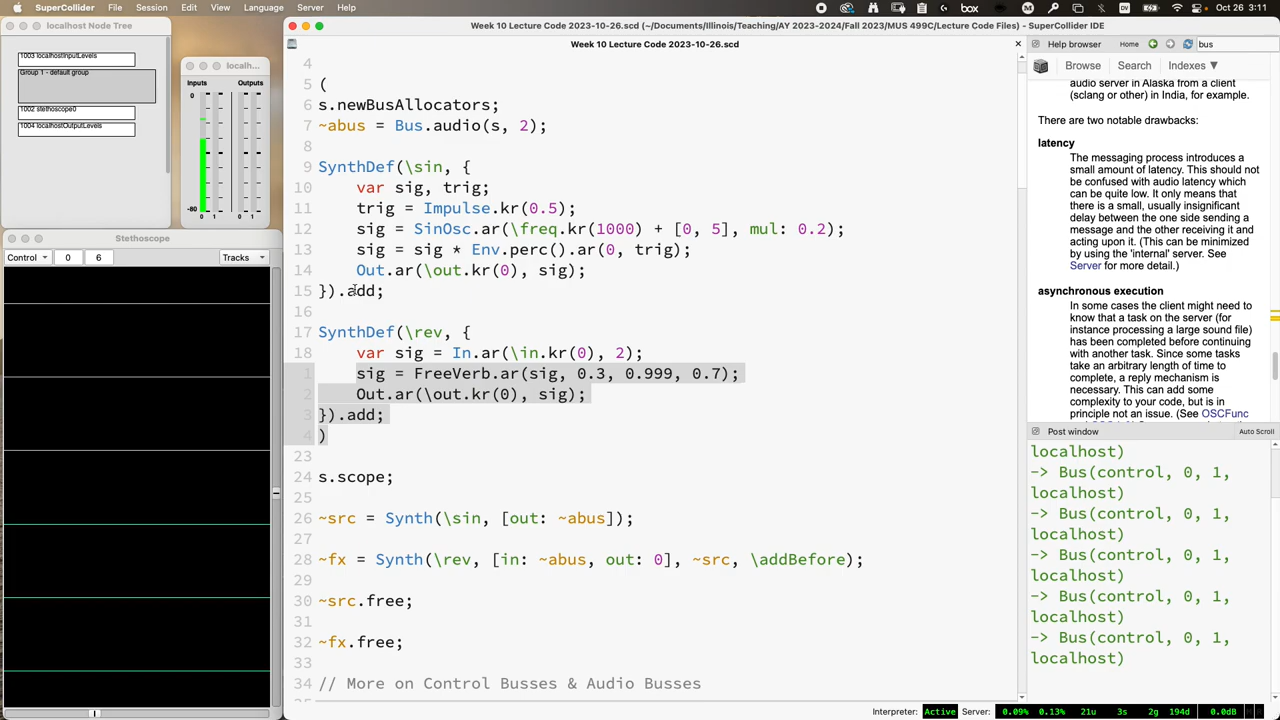 SuperCollider File Edit View Language Help Language Server Help Thu Oct 26 3:11
localhost Node Tree
1003 localhostInputLevels
Group 1 - default group
1002 stethoscope0
1004 localhostOutputLevels
localh...
Inputs Outputs
0
-80
0 1 0 1
Stethoscope
Control 0 6 Tracks
Week 10 Lecture Code 2023-10-26.scd (~/Documents/Illinois/Teaching/AY 2023-2024/Fall 2023/MUS 499C/Lecture Code Files) - SuperCollider IDE
Week 10 Lecture Code 2023-10-26.scd
4
5 (
6 s.newBusAllocators;
7 ~abus = Bus.audio(s, 2);
8
9 SynthDef(\sin, {
10 var sig, trig;
11 trig = Impulse.kr(0.5);
12 sig = SinOsc.ar(\freq.kr(1000) + [0, 5], mul: 0.2);
13 sig = sig * Env.perc().ar(0, trig);
14 Out.ar(\out.kr(0), sig);
15 }).add;
16
17 SynthDef(\rev, {
18 var sig = In.ar(\in.kr(0), 2);
1 sig = FreeVerb.ar(sig, 0.3, 0.999, 0.7);
2 Out.ar(\out.kr(0), sig);
3 }).add;
4 )
23
24 s.scope;
25
26 ~src = Synth(\sin, [out: ~abus]);
27
28 ~fx = Synth(\rev, [in: ~abus, out: 0], ~src, \addBefore);
29
30 ~src.free;
31
32 ~fx.free;
33
34 // More on Control Busses & Audio Busses
Help browser Home bus
Browse Search Indexes ▼
audio server in Alaska from a client
(sclang or other) in India, for example.
There are two notable drawbacks:
latency
The messaging process introduces a
small amount of latency. This should not
be confused with audio latency which
can be quite low. It only means that
there is a small, usually insignificant
delay between the one side sending a
message and the other receiving it and
acting upon it. (This can be minimized
by using the 'internal' server. See
Server for more detail.)
asynchronous execution
In some cases the client might need to
know that a task on the server (for
instance processing a large sound file)
has been completed before continuing
with another task. Since some tasks
take an arbitrary length of time to
complete, a reply mechanism is
necessary. This can add some
complexity to your code, but is in
principle not an issue. (See OSCFunc
Post window Auto Scroll
localhost)
-> Bus(control, 0, 1,
localhost)
-> Bus(control, 0, 1,
localhost)
-> Bus(control, 0, 1,
localhost)
-> Bus(control, 0, 1,
localhost)
-> Bus(control, 0, 1,
localhost)
Interpreter: Active Server: 0.09% 0.13% 21u 3s 2g 194d 0.0dB